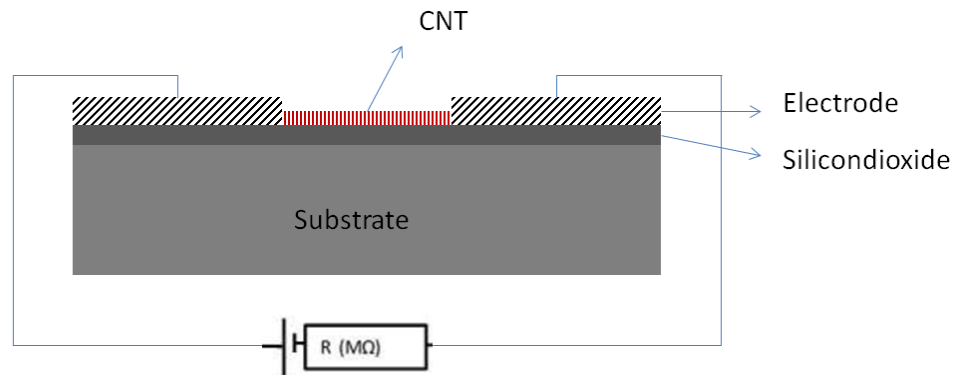 CNT
Electrode
Silicondioxide
Substrate
R (MΩ)